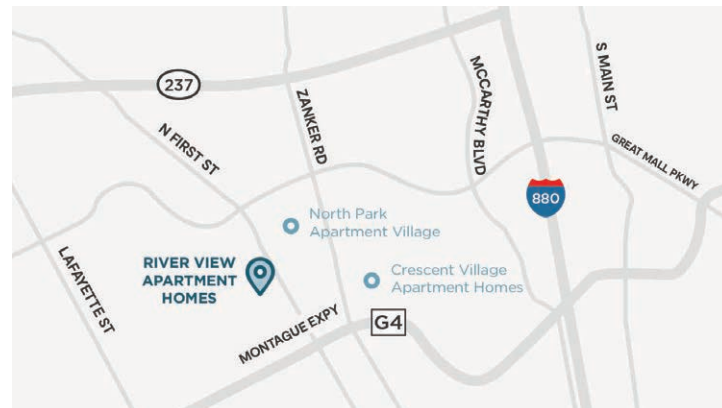 237
N FIRST ST
ZANKER RD
MCCARTHY BLVD
S MAIN ST
GREAT MALL PKWY
880
North Park
Apartment Village
LAFAYETTE ST
RIVER VIEW
APARTMENT
HOMES
Crescent Village
Apartment Homes
MONTAGUE EXPY
G4